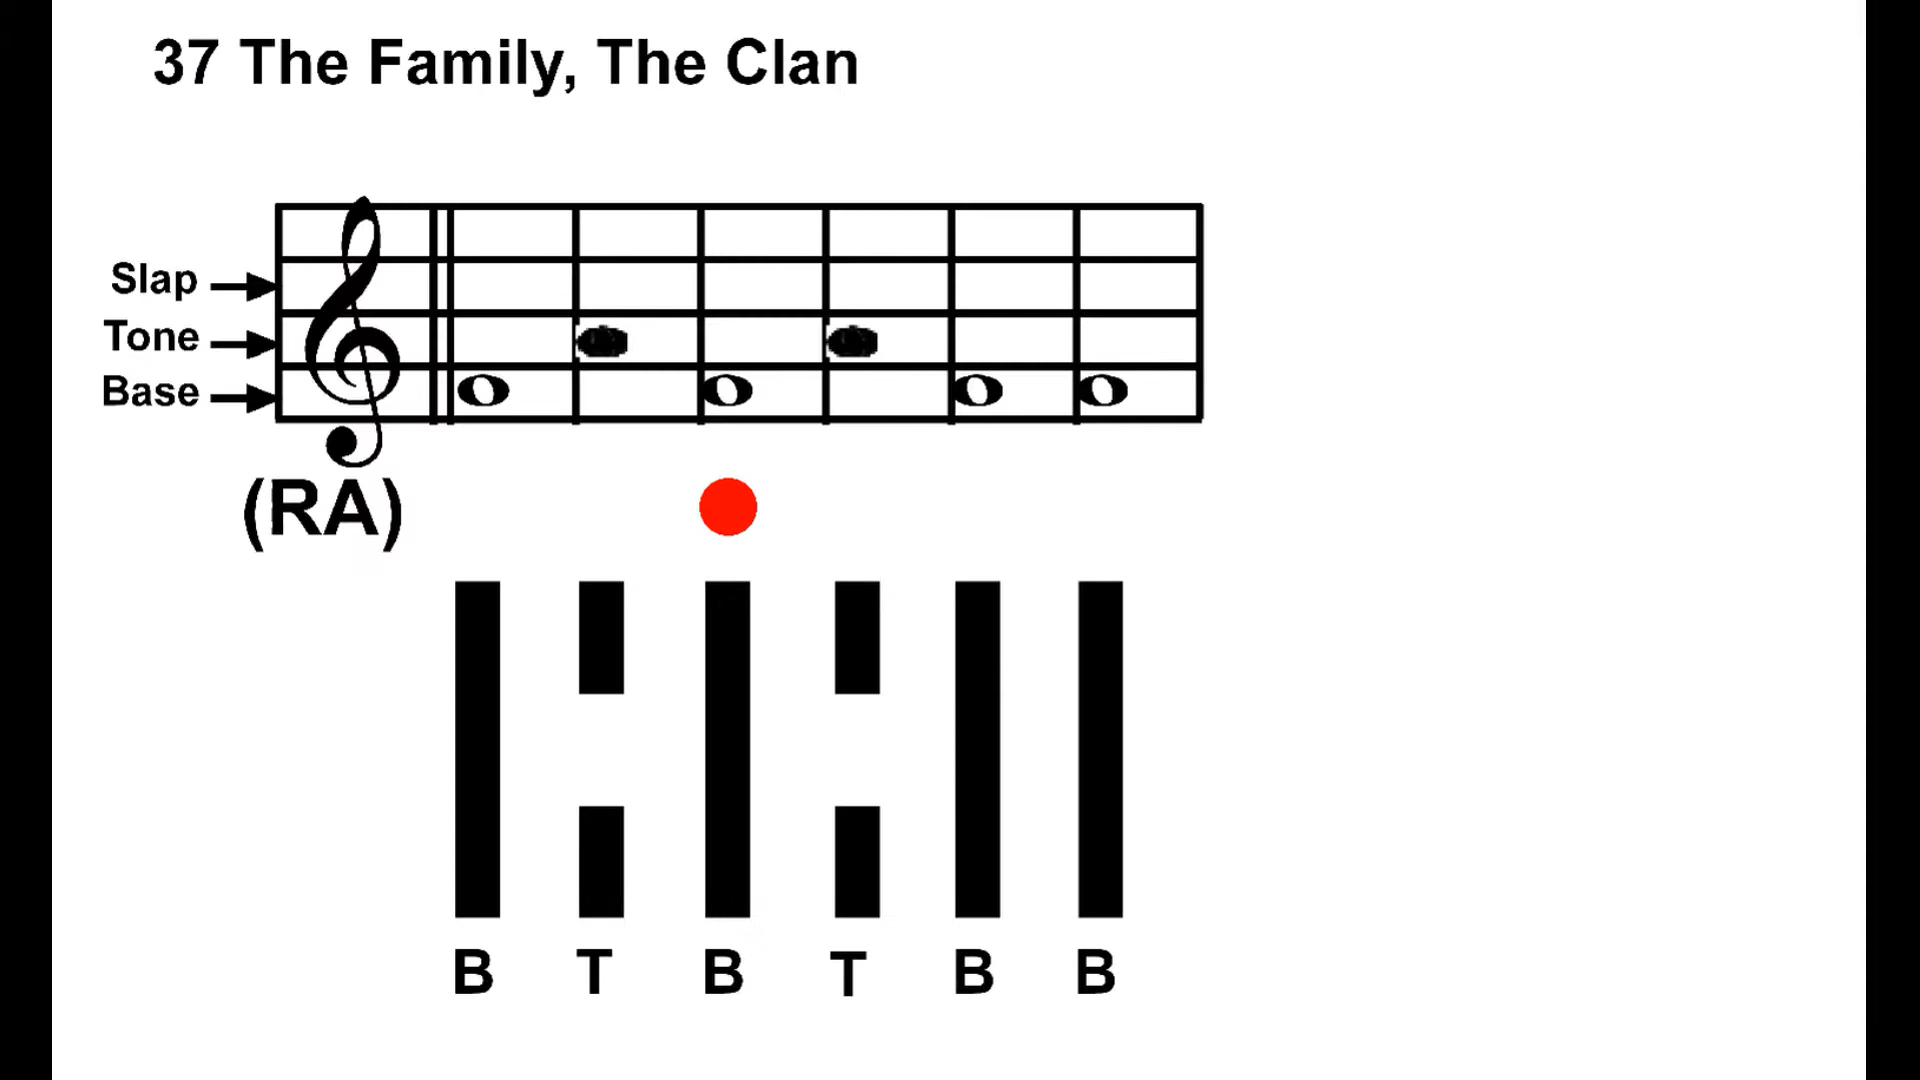 37 The Family, The Clan
Slap
Tone
Base
(RA)
B T B T B B